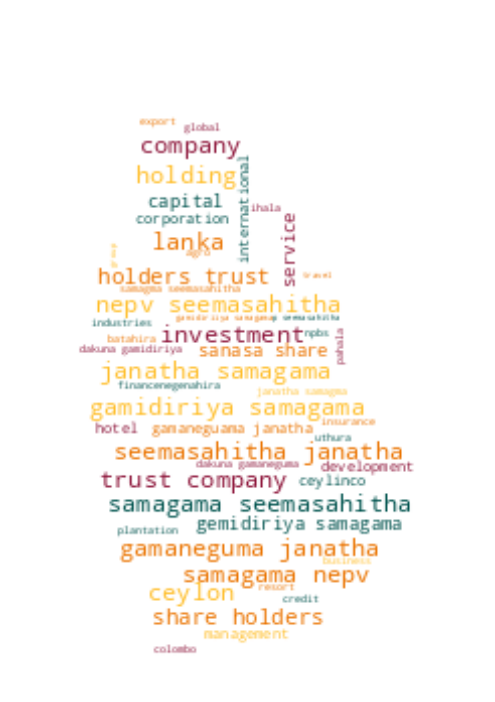 export
global
company
holding
international
capital
ihala
corporation
service
lanka
agro
group
holders trust
travel
samagma seemasahitha
nepv seemasahitha
gamidiriya samagama
seemasahitha
industries
investment
npbs
batahira
pahala
dakuna gamidiriya
sanasa share
janatha samagama
financenegenahira
janatha samagma
gamidiriya samagama
insurance
hotel
gamaneguama janatha
uthura
seemasahitha janatha
dakuna gamaneguma
development
trust company
ceylinco
samagama seemasahitha
gemidiriya samagama
plantation
gamaneguma janatha
business
samagama nepv
resort
ceylon
credit
share holders
management
colombo